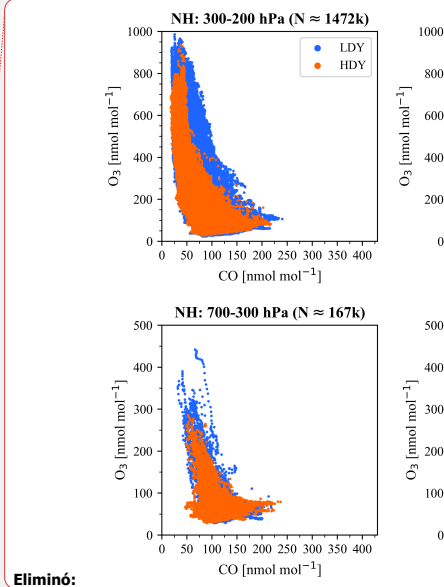 NH: 300-200 hPa (N ≈ 1472k)
1000
800
600
400
200
0
O₃ [nmol mol⁻¹]
LDY
HDY
0 50 100 150 200 250 300 350 400
CO [nmol mol⁻¹]
1000
800
600
400
200
0
O₃ [nmol mol⁻¹]
NH: 700-300 hPa (N ≈ 167k)
500
400
300
200
100
0
O₃ [nmol mol⁻¹]
0 50 100 150 200 250 300 350 400
CO [nmol mol⁻¹]
500
400
300
200
100
0
O₃ [nmol mol⁻¹]
Eliminó: